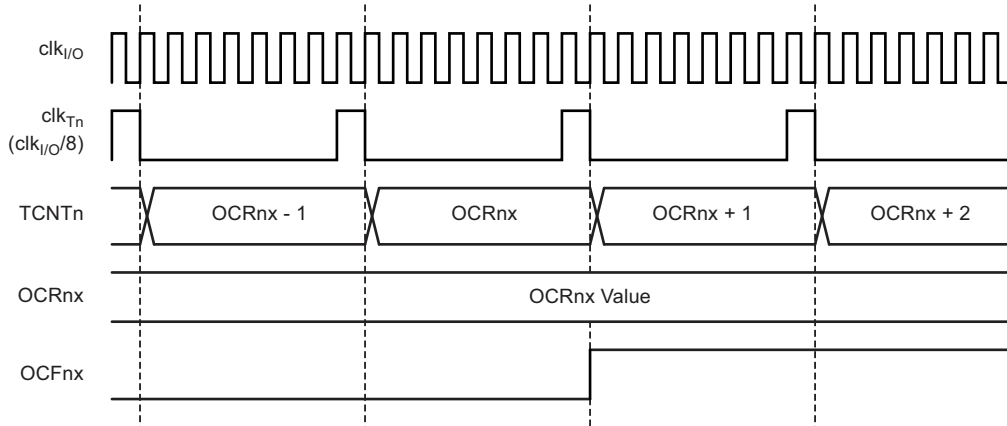 clkI/O
clkTn
(clkI/O/8)
TCNTn
OCRnx - 1
OCRnx
OCRnx + 1
OCRnx + 2
OCRnx
OCRnx Value
OCFnx